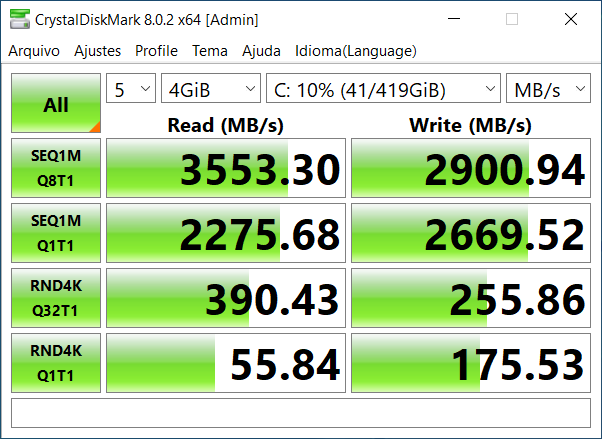 CrystalDiskMark 8.0.2 x64 [Admin]
Arquivo Ajustes Profile Tema Ajuda Idioma(Language)
All 5 4GiB C: 10% (41/419GiB) MB/s
Read (MB/s) Write (MB/s)
SEQ1M
Q8T1 3553.30 2900.94
SEQ1M
Q1T1 2275.68 2669.52
RND4K
Q32T1 390.43 255.86
RND4K
Q1T1 55.84 175.53